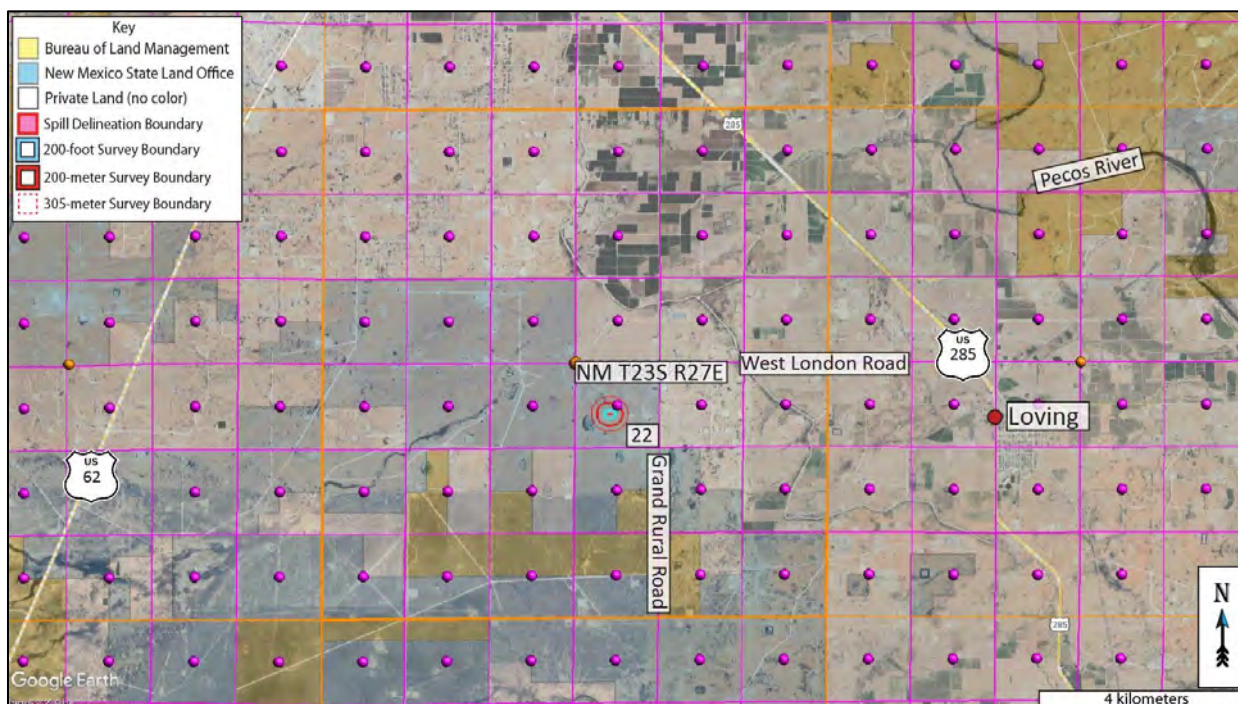 Key
Bureau of Land Management
New Mexico State Land Office
Private Land (no color)
Spill Delineation Boundary
200-foot Survey Boundary
200-meter Survey Boundary
305-meter Survey Boundary
285
Pecos River
NM T23S R27E
West London Road
US
285
Loving
22
US
62
Grand Rural Road
N
285
Google Earth
4 kilometers